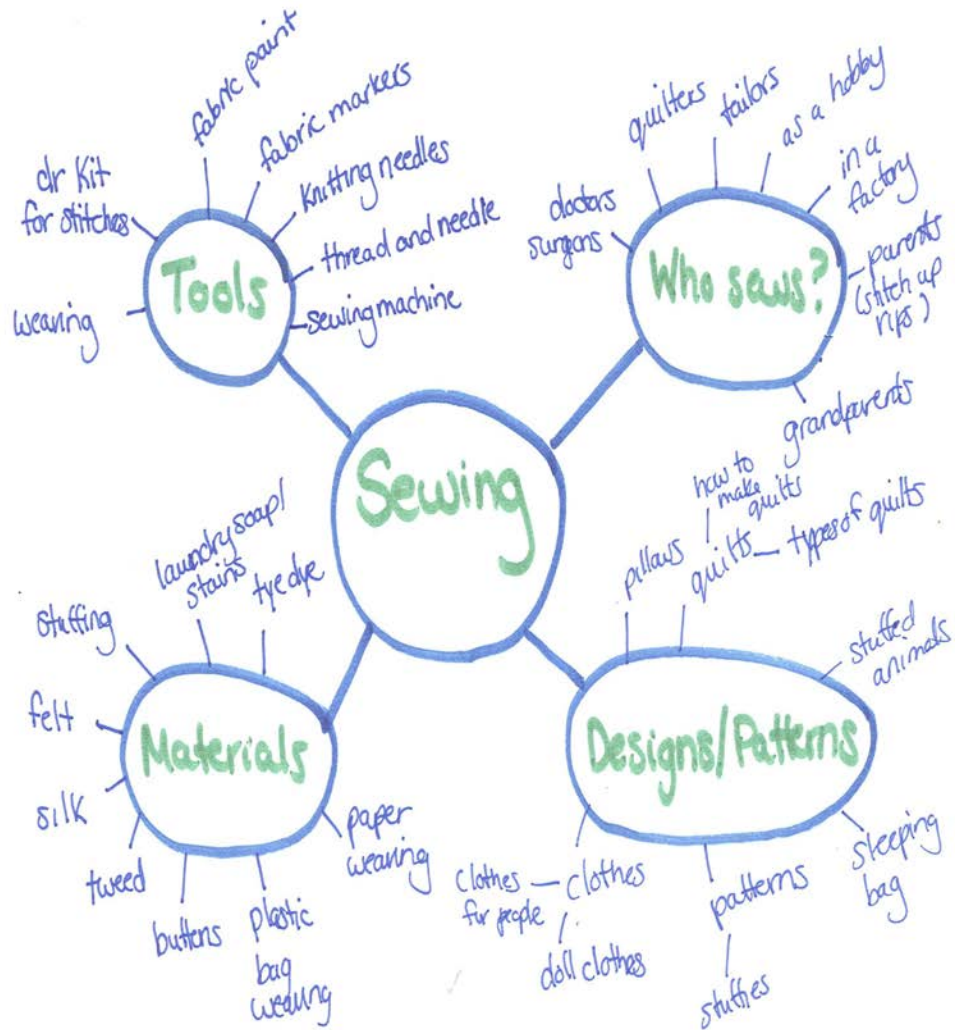 fabric paint
fabric markers
knitting needles
thread and needle
sewing machine
dr kit
for stitches
weaving
Tools
quilters
tailors
as a hobby
in a
factory
parents
(stitch up
rips)
grandparents
doctors
surgons
Who sews?
Sewing
laundry soap/
stains
tye dye
stuffing
felt
silk
tweed
buttons
plastic
bag
weaving
paper
weaving
Materials
pillows
how to
make
quilts
quilts
types of quilts
stuffed
animals
sleeping
bag
patterns
stuffies
clothes
clothes
for people
doll clothes
Designs/Patterns